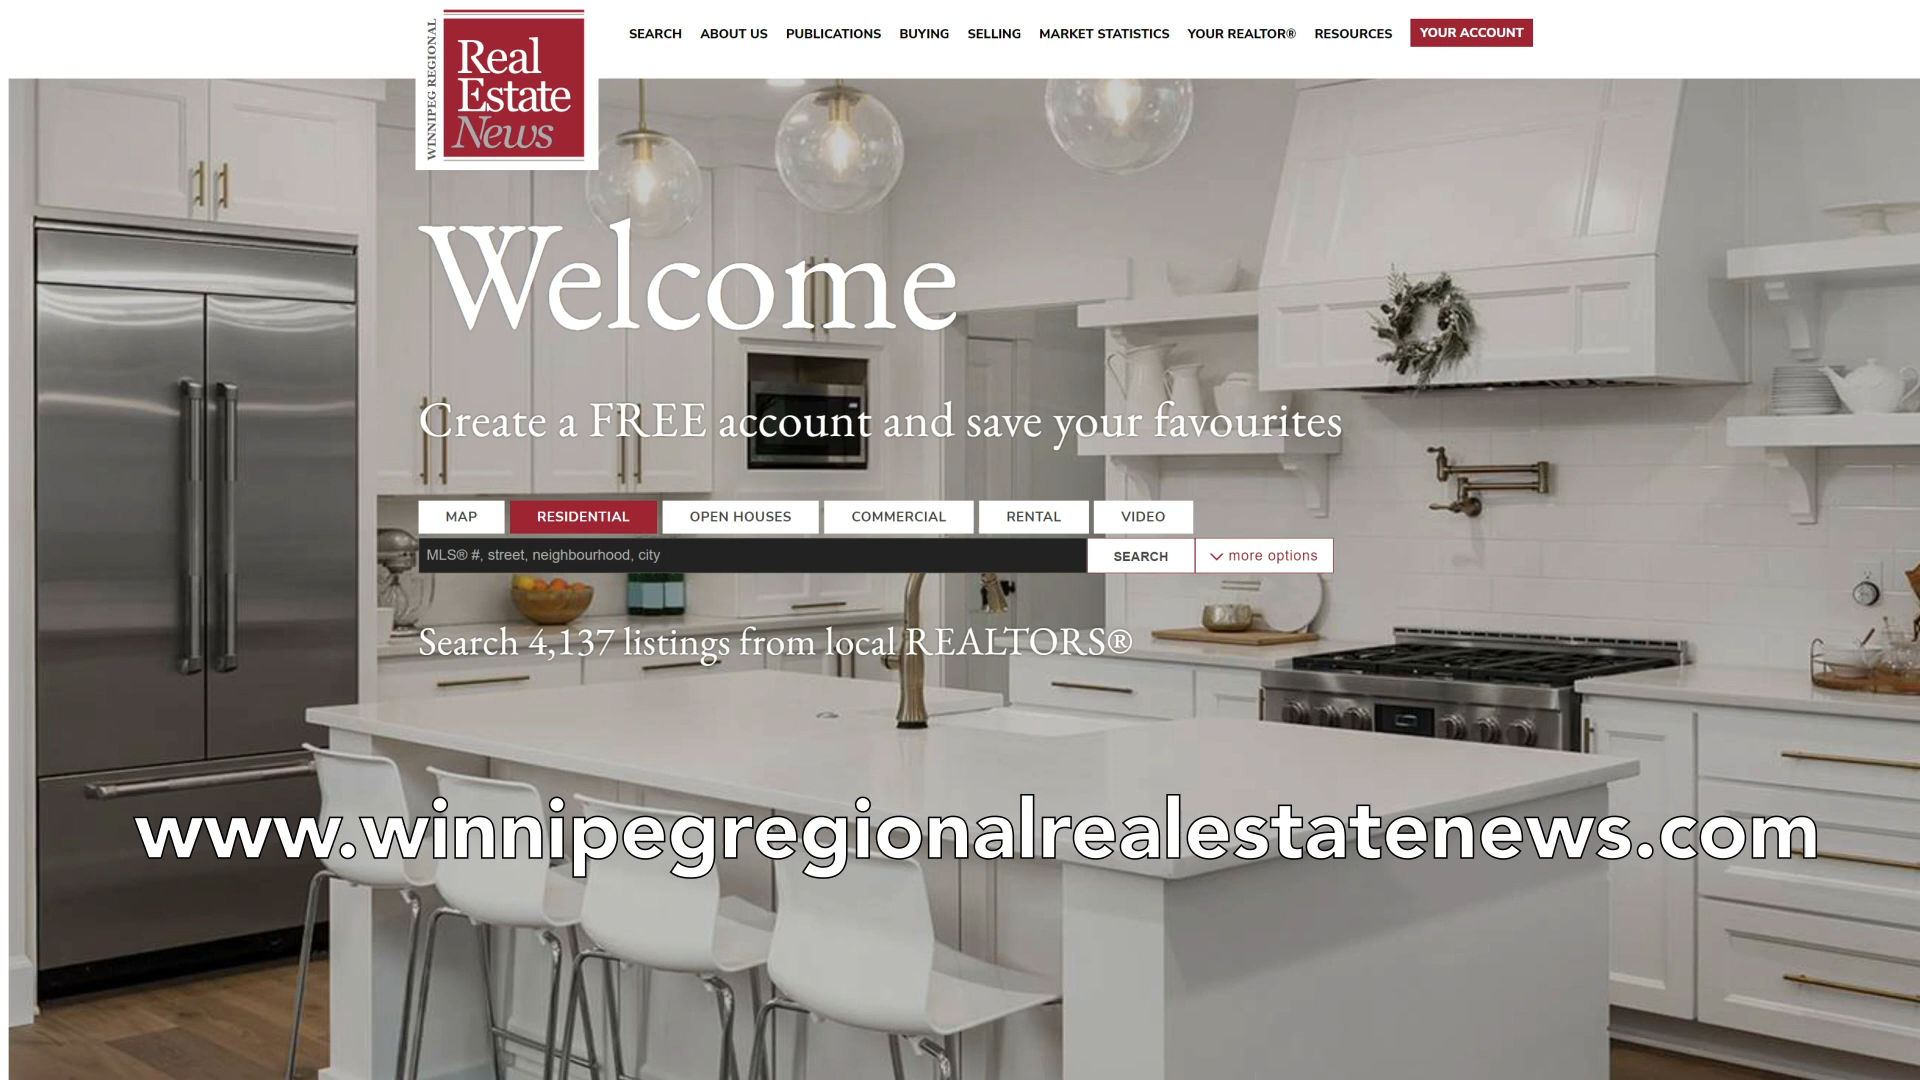 WINNIPEG REGIONAL
Real
Estate
News
SEARCH ABOUT US PUBLICATIONS BUYING SELLING MARKET STATISTICS YOUR REALTOR® RESOURCES YOUR ACCOUNT
Welcome
Create a FREE account and save your favourites
MAP RESIDENTIAL OPEN HOUSES COMMERCIAL RENTAL VIDEO
MLS® #, street, neighbourhood, city SEARCH more options
Search 4,137 listings from local REALTORS®
www.winnipegregionalrealestatenews.com